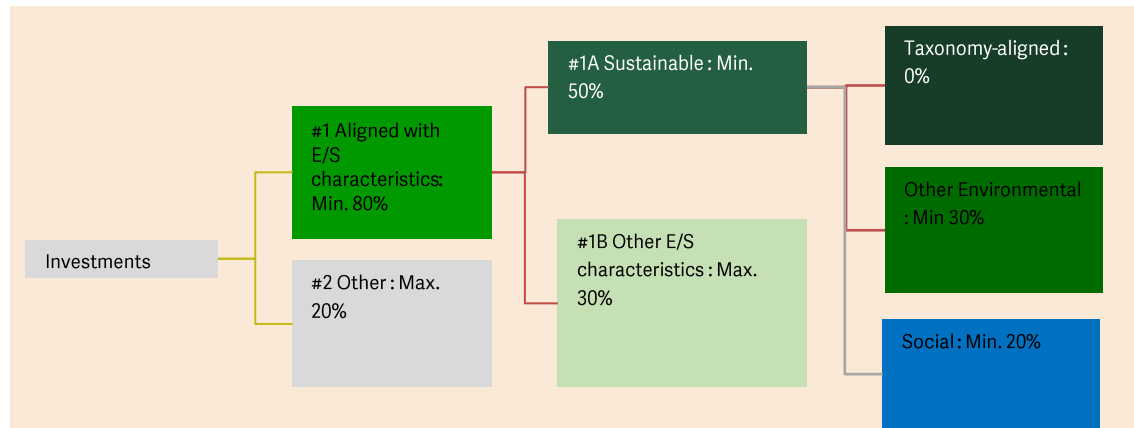 Investments
#1 Aligned with
E/S
characteristics:
Min. 80%
#2 Other : Max.
20%
#1A Sustainable : Min.
50%
#1B Other E/S
characteristics : Max.
30%
Taxonomy-aligned :
0%
Other Environmental
: Min 30%
Social : Min. 20%